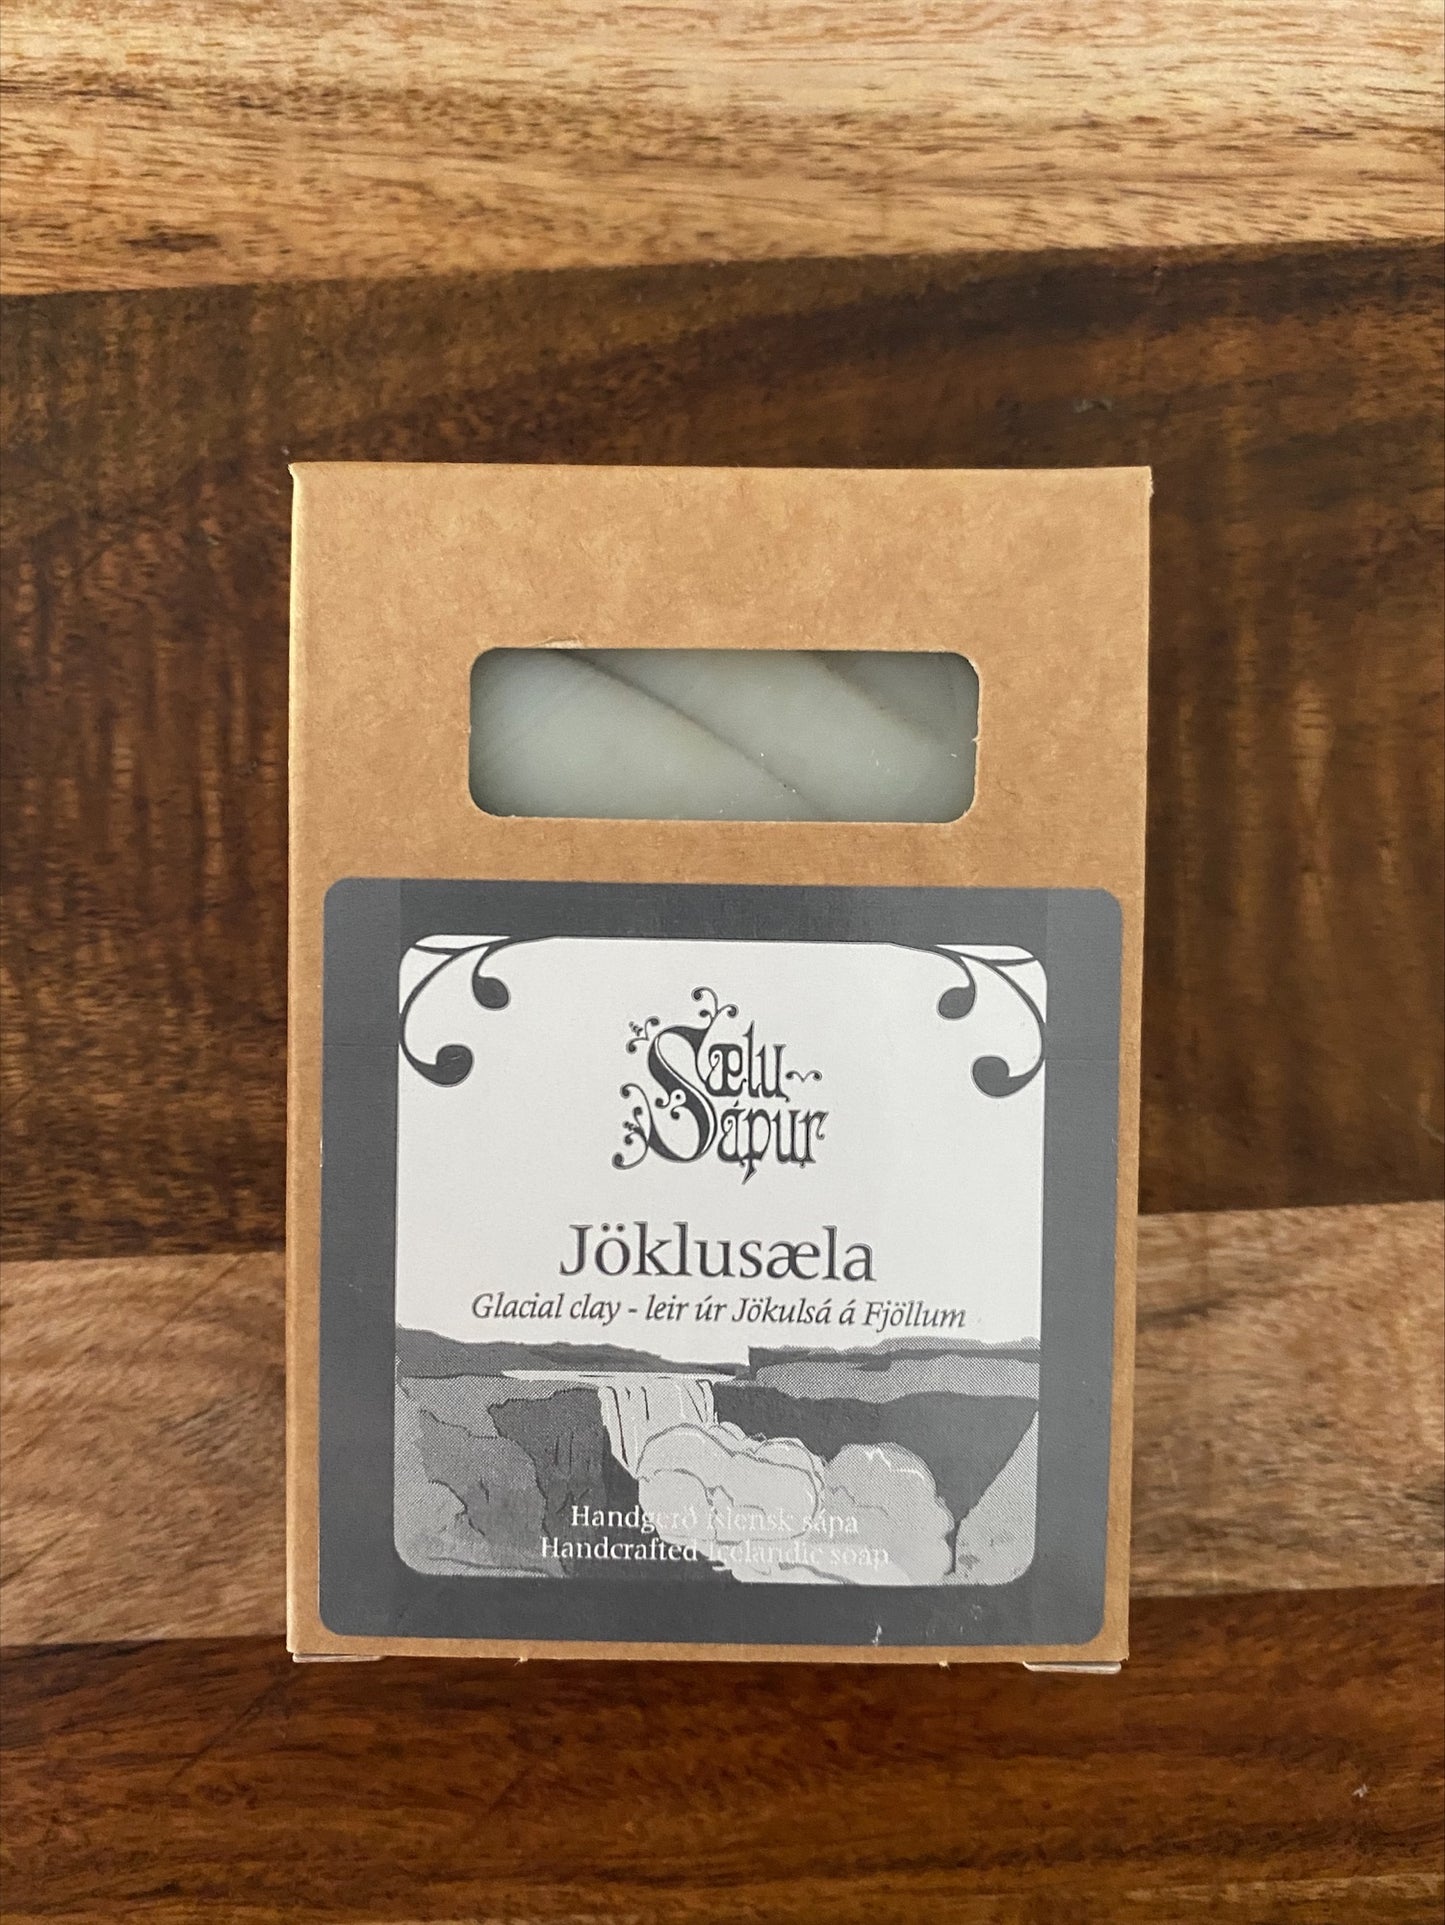 Sælu-
Sápur
Jöklusæla
Glacial clay - leir úr Jökulsá á Fjöllum
Handgerð íslensk sápa
Handcrafted Icelandic soap